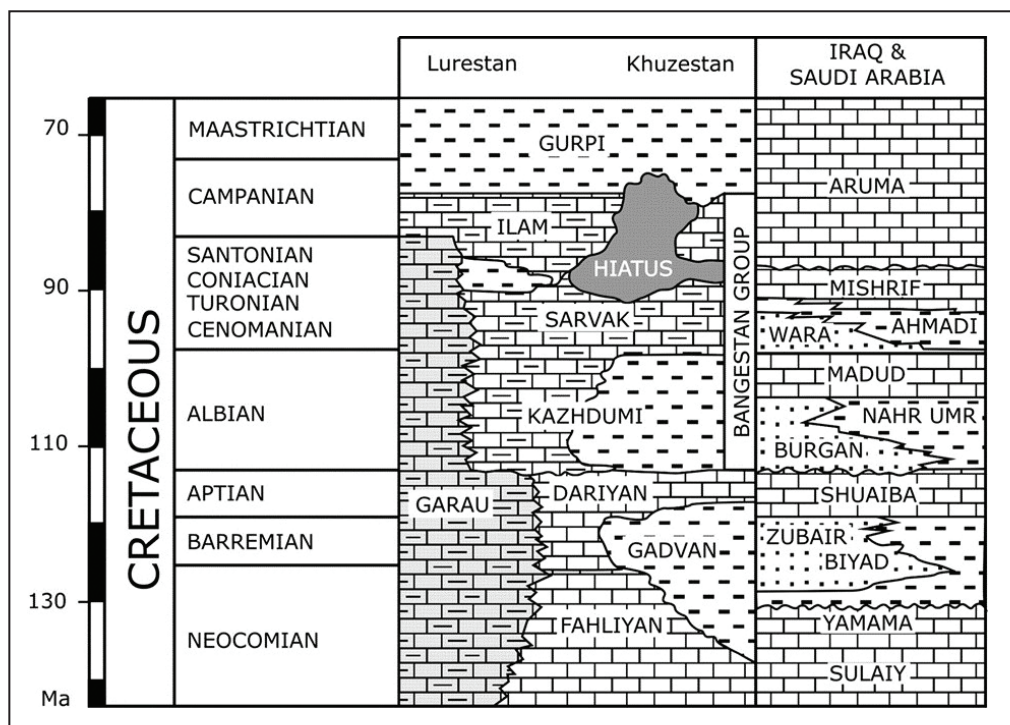 Lurestan
Khuzestan
IRAQ &
SAUDI ARABIA
70
90
110
130
Ma
CRETACEOUS
MAASTRICHTIAN
CAMPANIAN
SANTONIAN
CONIACIAN
TURONIAN
CENOMANIAN
ALBIAN
APTIAN
BARREMIAN
NEOCOMIAN
GURPI
ILAM
HIATUS
SARVAK
KAZHDUMI
GARAU
DARIYAN
GADVAN
FAHLIYAN
BANGESTAN GROUP
ARUMA
MISHRIF
WARA
AHMADI
MADUD
NAHR UMR
BURGAN
SHUAIBA
ZUBAIR
BIYAD
YAMAMA
SULAIY